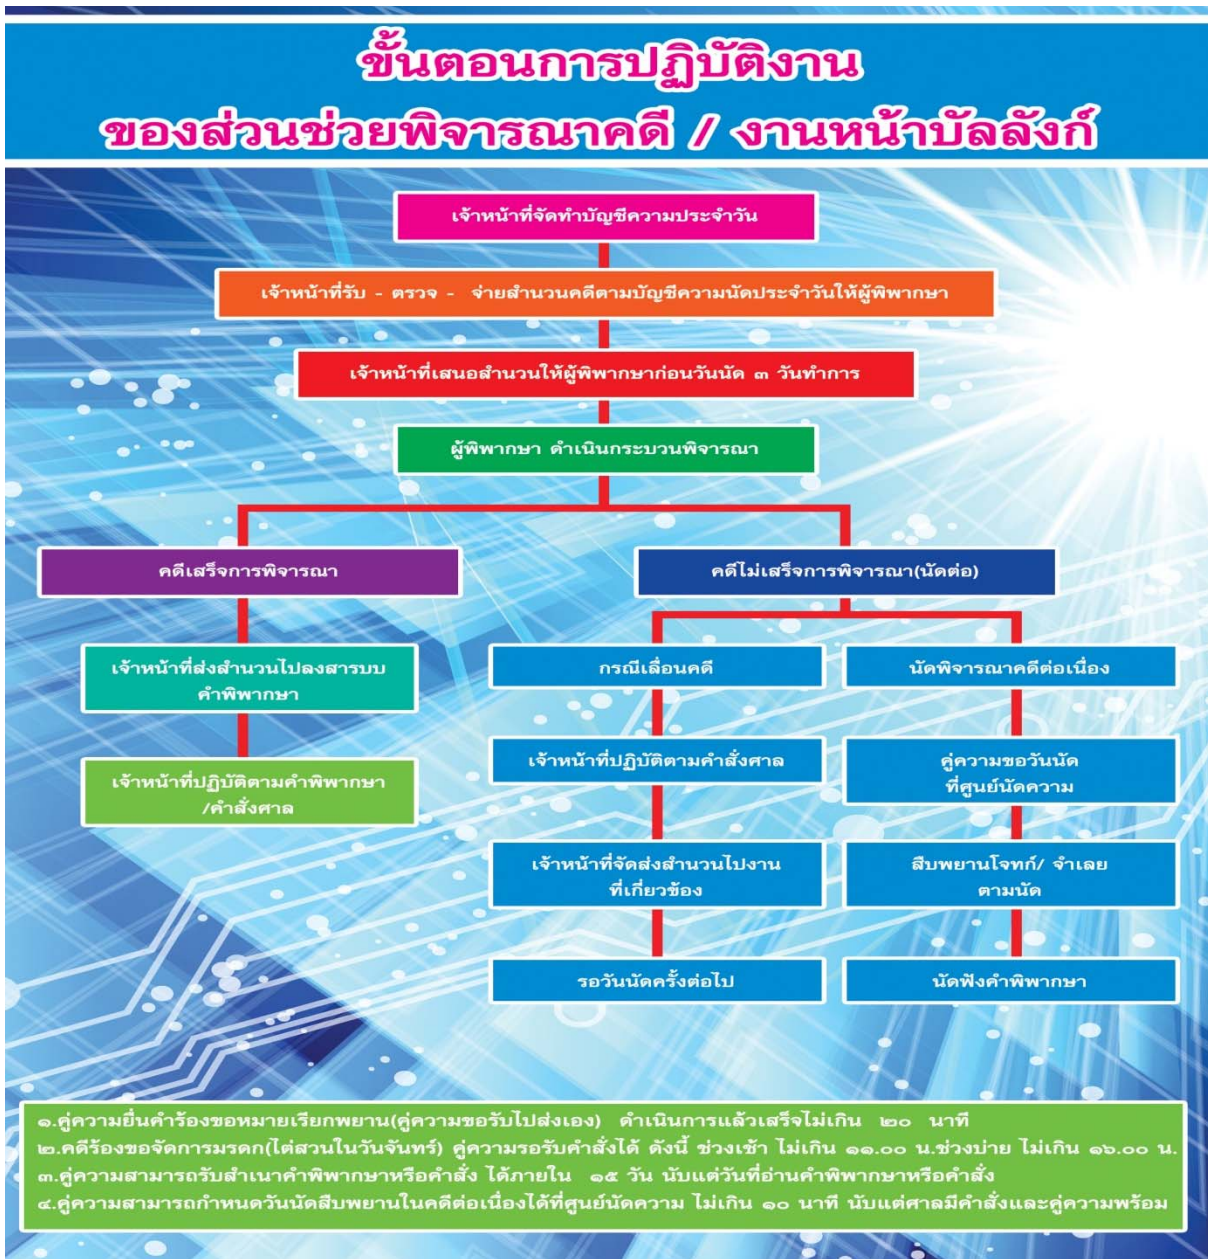 ขั้นตอนการปฏิบัติงาน
ของส่วนช่วยพิจารณาคดี / งานหน้าบัลลังก์
เจ้าหน้าที่จัดทำบัญชีความประจำวัน
เจ้าหน้าที่รับ - ตรวจ - จ่ายสำนวนคดีตามบัญชีความนัดประจำวันให้ผู้พิพากษา
เจ้าหน้าที่เสนอสำนวนให้ผู้พิพากษาก่อนวันนัด ๓ วันทำการ
ผู้พิพากษา ดำเนินกระบวนพิจารณา
คดีเสร็จการพิจารณา
เจ้าหน้าที่ส่งสำนวนไปลงสารบบ
คำพิพากษา
เจ้าหน้าที่ปฏิบัติตามคำพิพากษา
/คำสั่งศาล
คดีไม่เสร็จการพิจารณา(นัดต่อ)
กรณีเลื่อนคดี
เจ้าหน้าที่ปฏิบัติตามคำสั่งศาล
เจ้าหน้าที่จัดส่งสำนวนไปงาน
ที่เกี่ยวข้อง
รอวันนัดครั้งต่อไป
นัดพิจารณาคดีต่อเนื่อง
คู่ความขอวันนัด
ที่ศูนย์นัดความ
สืบพยานโจทก์/ จำเลย
ตามนัด
นัดฟังคำพิพากษา
๑.คู่ความยื่นคำร้องขอหมายเรียกพยาน(คู่ความขอรับไปส่งเอง) ดำเนินการแล้วเสร็จไม่เกิน ๒๐ นาที
๒.คดีร้องขอจัดการมรดก(ไต่สวนในวันจันทร์) คู่ความรอรับคำสั่งได้ ดังนี้ ช่วงเช้า ไม่เกิน ๑๑.๐๐ น.ช่วงบ่าย ไม่เกิน ๑๖.๐๐ น.
๓.คู่ความสามารถรับสำเนาคำพิพากษาหรือคำสั่ง ได้ภายใน ๑๕ วัน นับแต่วันที่อ่านคำพิพากษาหรือคำสั่ง
๔.คู่ความสามารถกำหนดวันนัดสืบพยานในคดีต่อเนื่องได้ที่ศูนย์นัดความ ไม่เกิน ๑๐ นาที นับแต่ศาลมีคำสั่งและคู่ความพร้อม